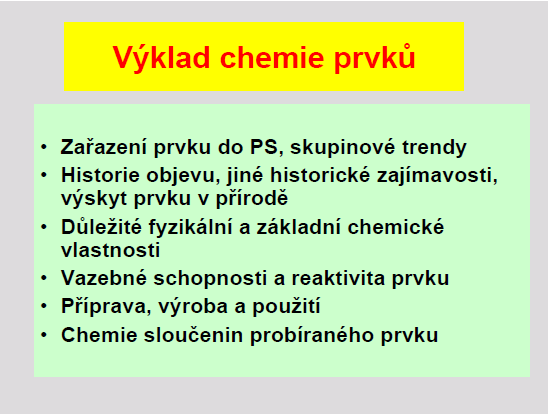 Výklad chemie prvků
• Zařazení prvku do PS, skupinové trendy
• Historie objevu, jiné historické zajímavosti,
výskyt prvku v přírodě
• Důležité fyzikální a základní chemické
vlastnosti
• Vazebné schopnosti a reaktivita prvku
• Příprava, výroba a použití
• Chemie sloučenin probíraného prvku